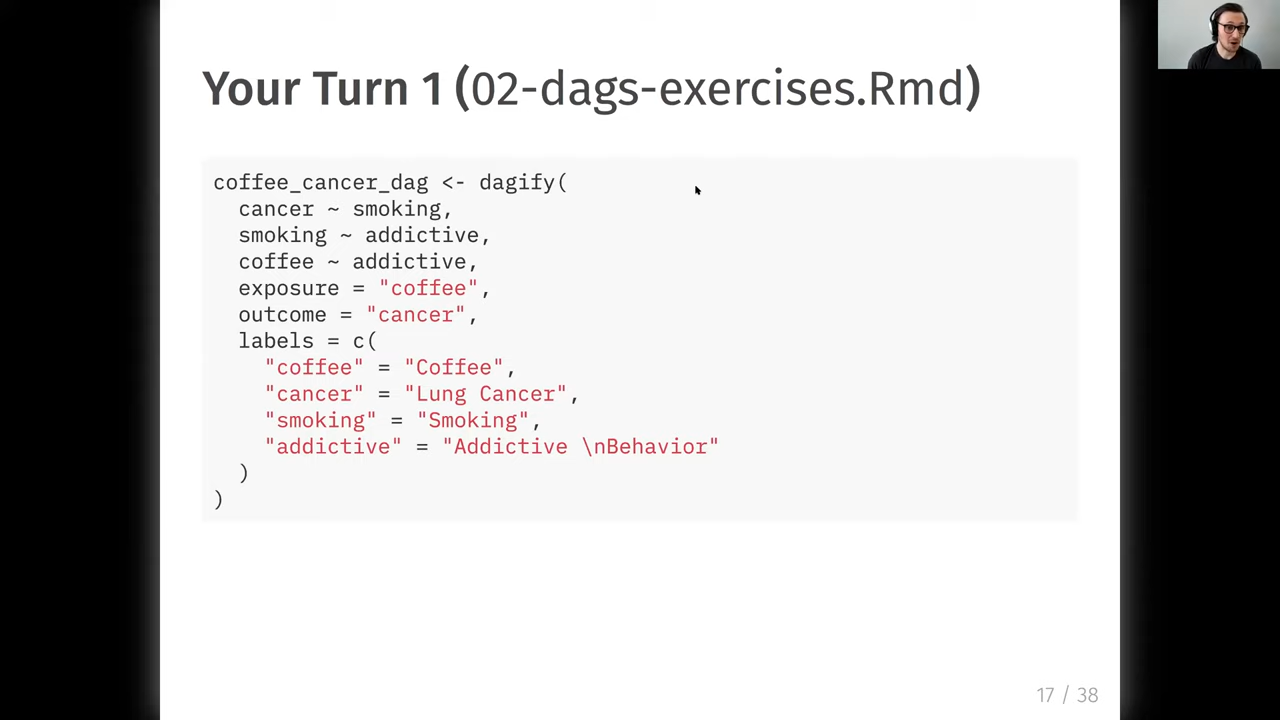 Your Turn 1 (02-dags-exercises.Rmd)
coffee_cancer_dag <- dagify(
  cancer ~ smoking,
  smoking ~ addictive,
  coffee ~ addictive,
  exposure = "coffee",
  outcome = "cancer",
  labels = c(
    "coffee" = "Coffee",
    "cancer" = "Lung Cancer",
    "smoking" = "Smoking",
    "addictive" = "Addictive \nBehavior"
  )
)
17 / 38